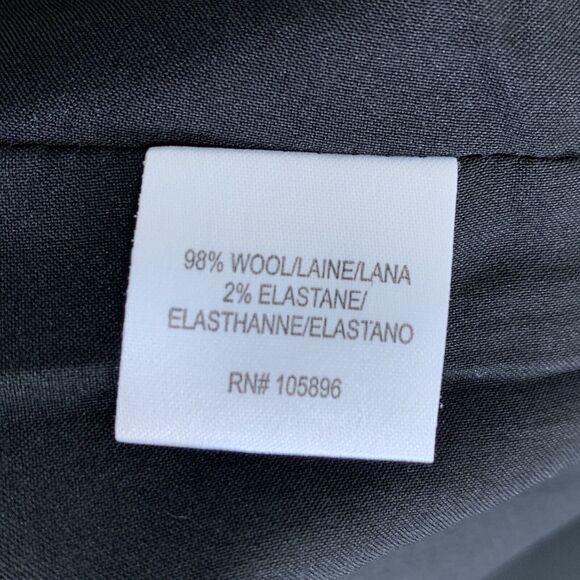 98% WOOL/LAINE/LANA
2% ELASTANE/
ELASTHANNE/ELASTANO
RN# 105896